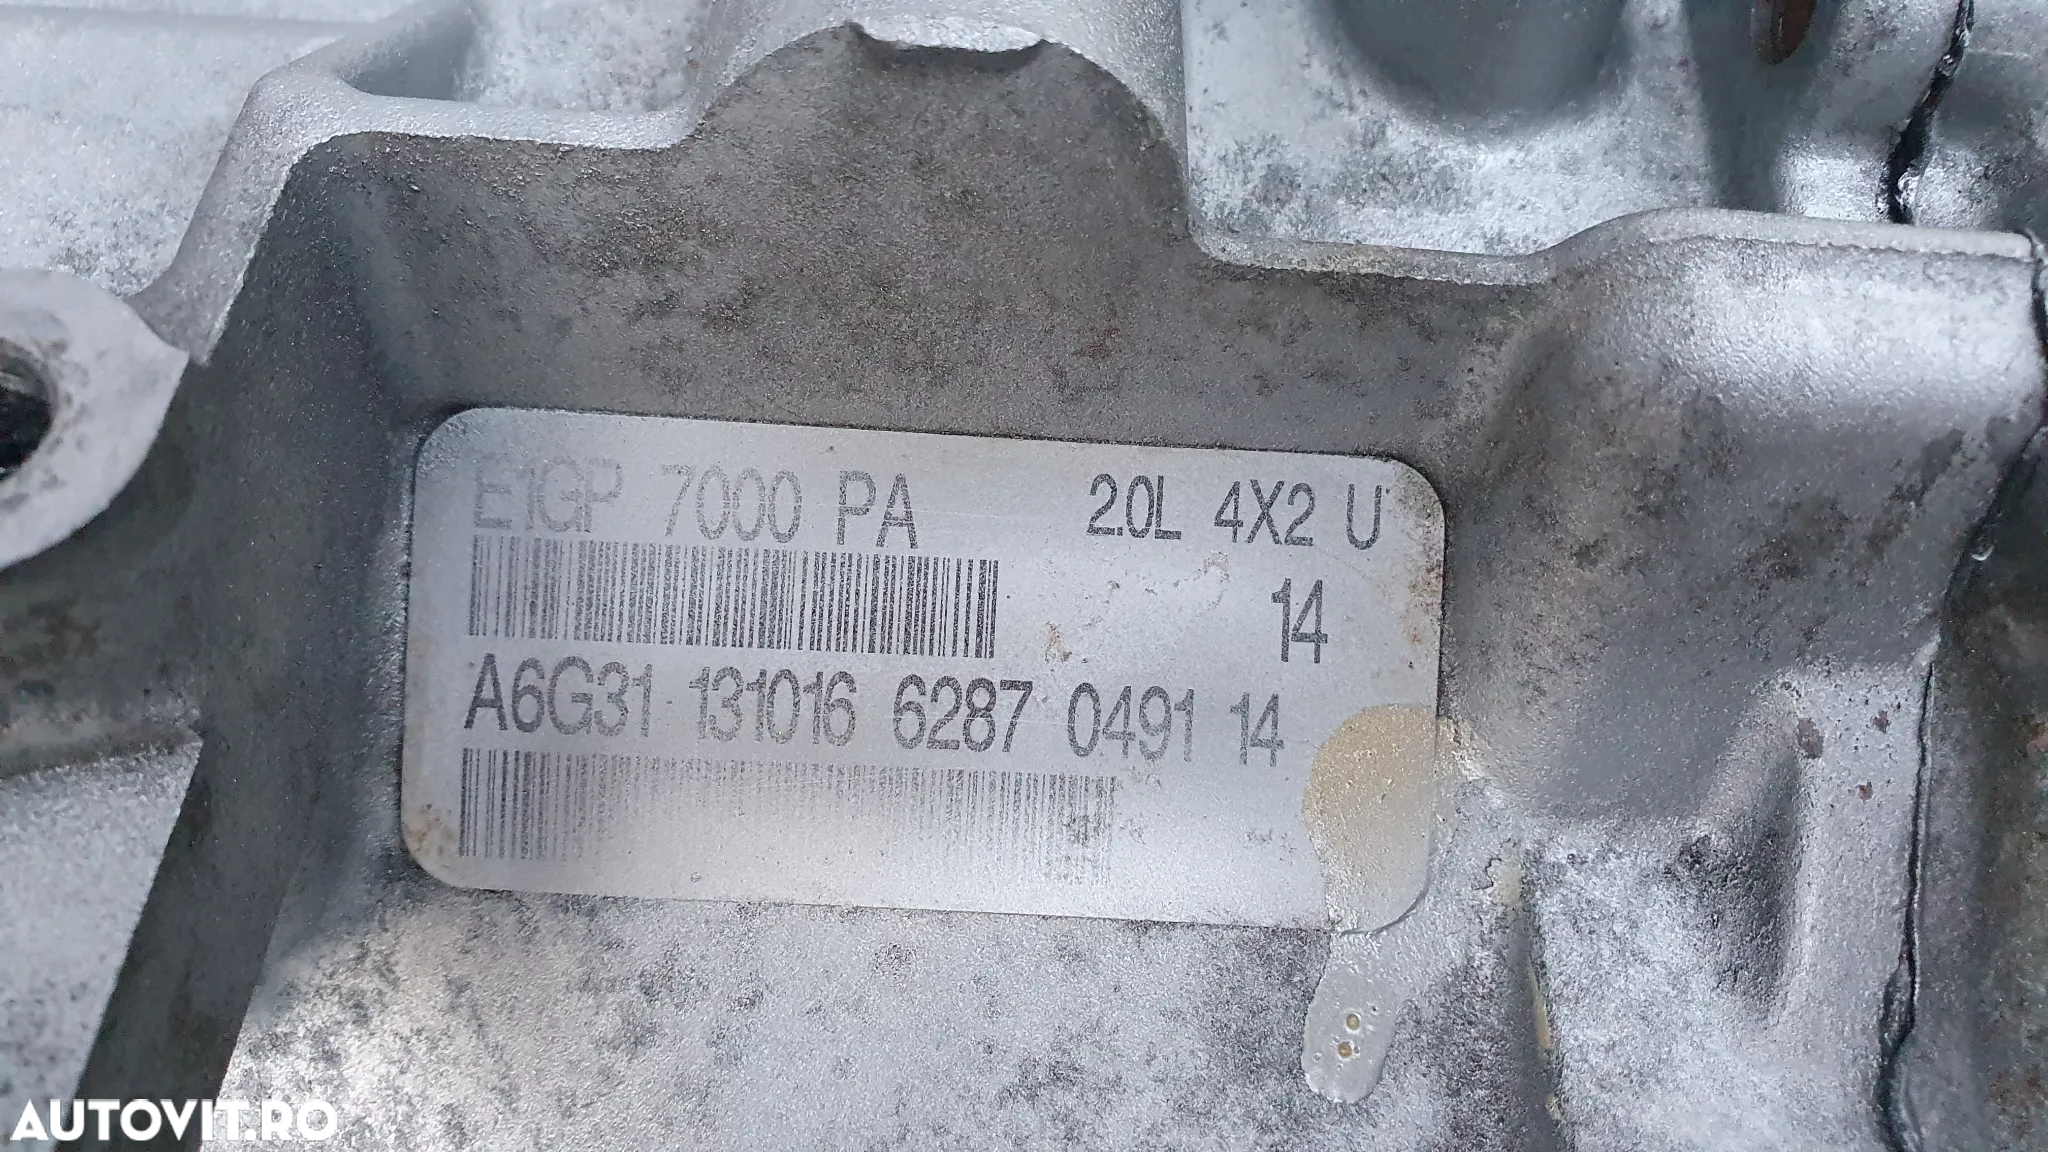 E1GP 7000 PA 2.0L 4X2 U
14
A6G31 131016 6287 0491 14
AUTOVIT.RO